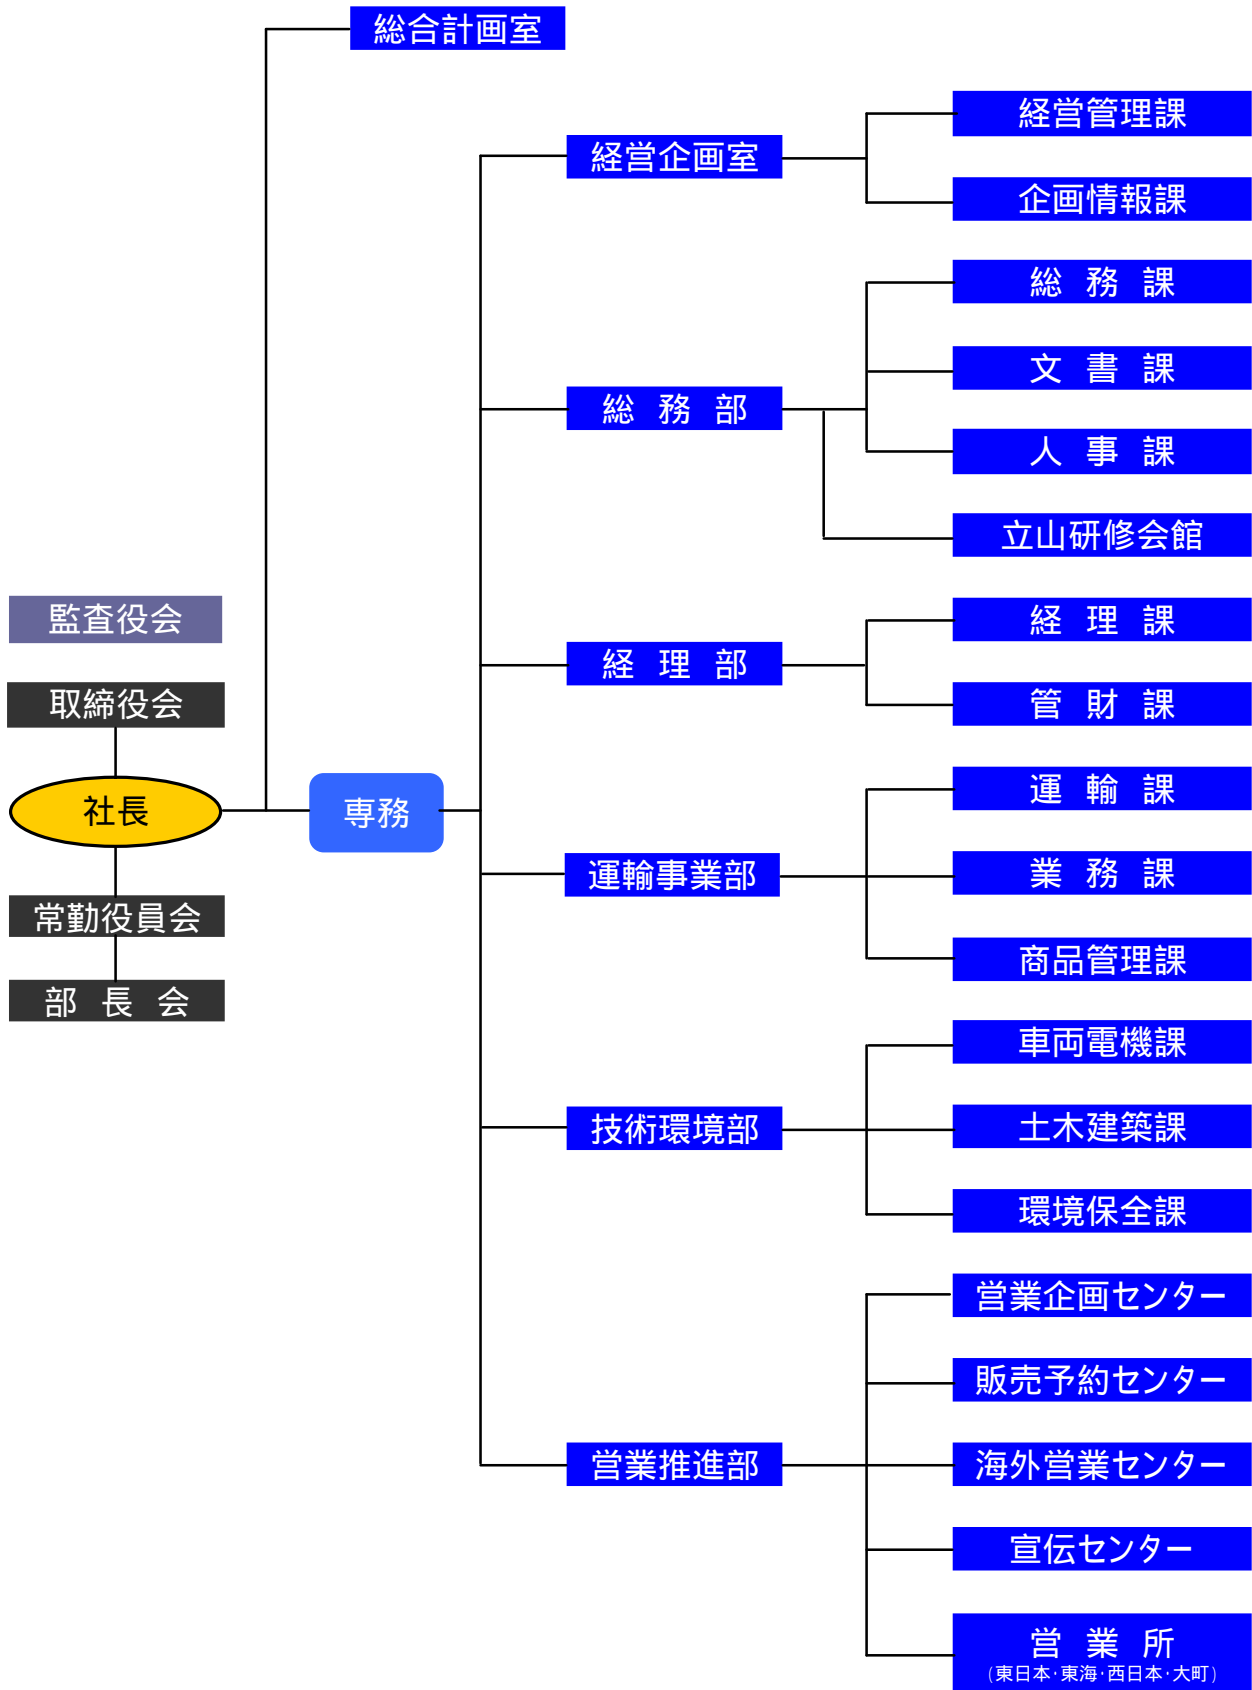 総合計画室
経営管理課
経営企画室
企画情報課
総務課
文書課
総務部
人事課
立山研修会館
監査役会
経理課
経理部
取締役会
管財課
運輸課
社長
専務
運輸事業部
業務課
常勤役員会
商品管理課
部長会
車両電機課
技術環境部
土木建築課
環境保全課
営業企画センター
販売予約センター
営業推進部
海外営業センター
宣伝センター
営業所
(東日本・東海・西日本・大町)